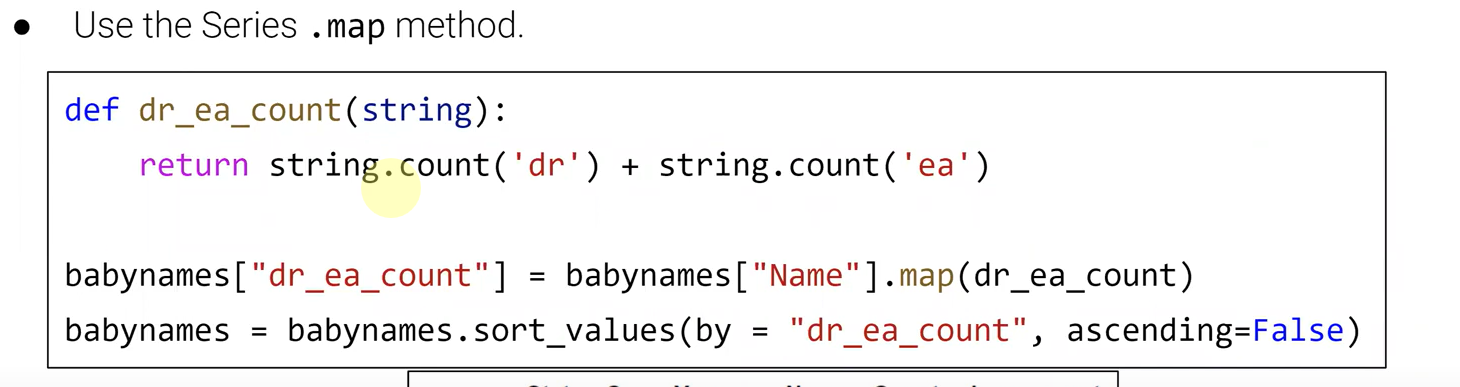 ● Use the Series .map method.
def dr_ea_count(string):
    return string.count('dr') + string.count('ea')
babynames["dr_ea_count"] = babynames["Name"].map(dr_ea_count)
babynames = babynames.sort_values(by = "dr_ea_count", ascending=False)